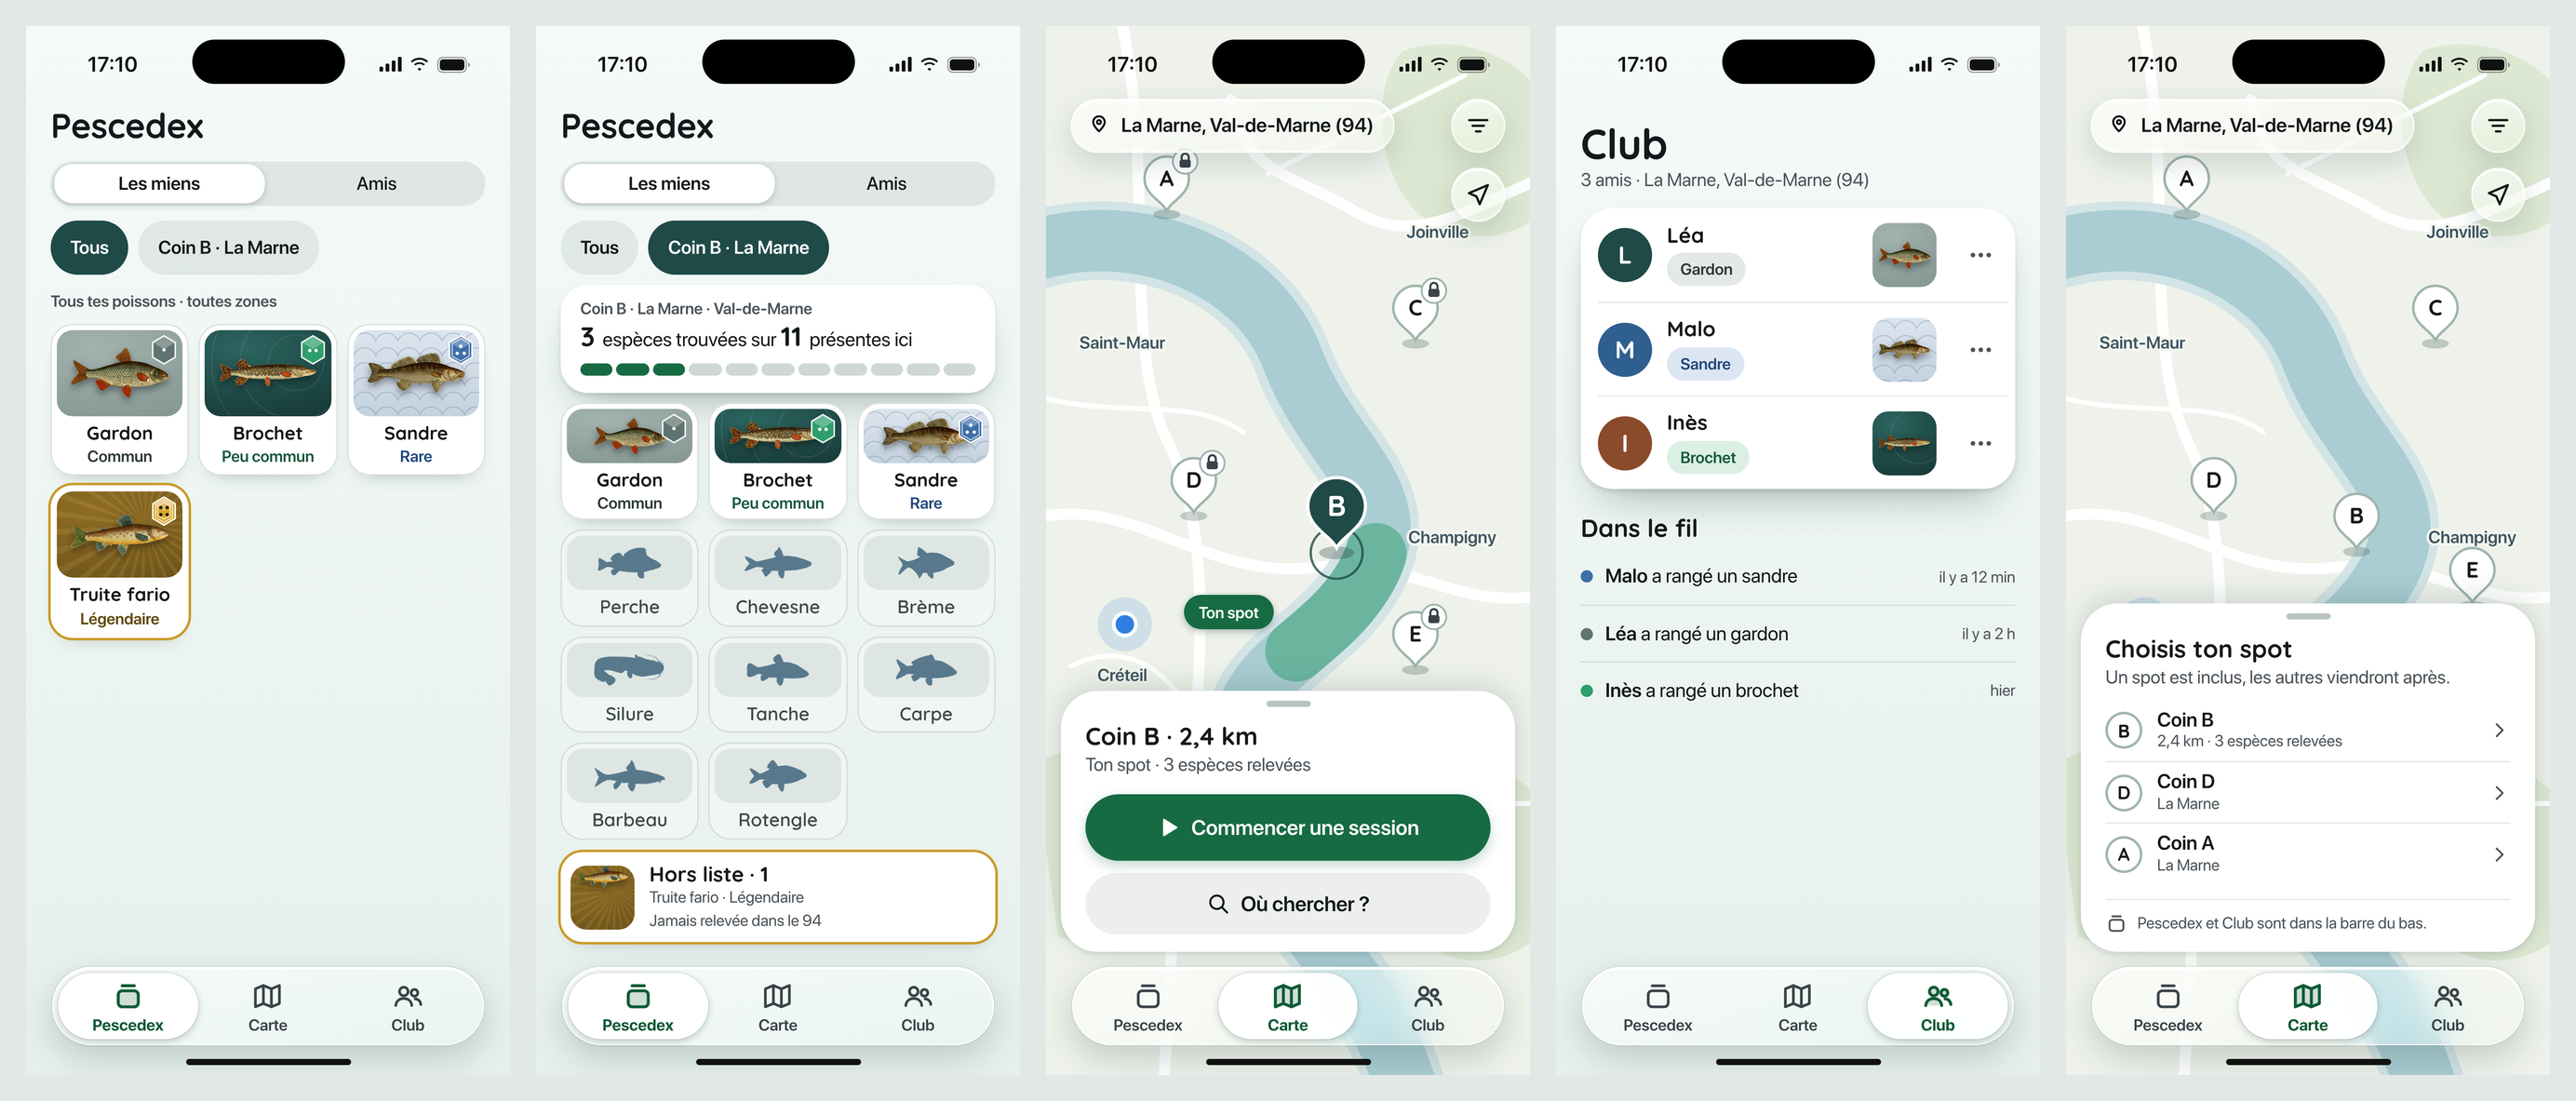 17:10
Pescedex
Les miens
Amis
Tous
Coin B · La Marne
Tous tes poissons · toutes zones
Gardon
Commun
Brochet
Peu commun
Sandre
Rare
Truite fario
Légendaire
Pescedex
Carte
Club
17:10
Pescedex
Les miens
Amis
Tous
Coin B · La Marne
Coin B · La Marne · Val-de-Marne
3 espèces trouvées sur 11 présentes ici
Gardon
Commun
Brochet
Peu commun
Sandre
Rare
Perche
Chevesne
Brème
Silure
Tanche
Carpe
Barbeau
Rotengle
Hors liste · 1
Truite fario · Légendaire
Jamais relevée dans le 94
Pescedex
Carte
Club
17:10
La Marne, Val-de-Marne (94)
A
Joinville
C
Saint-Maur
D
B
Champigny
Ton spot
E
Créteil
Coin B · 2,4 km
Ton spot · 3 espèces relevées
Commencer une session
Où chercher ?
Pescedex
Carte
Club
17:10
Club
3 amis · La Marne, Val-de-Marne (94)
L
Léa
Gardon
M
Malo
Sandre
I
Inès
Brochet
Dans le fil
Malo a rangé un sandre
il y a 12 min
Léa a rangé un gardon
il y a 2 h
Inès a rangé un brochet
hier
Pescedex
Carte
Club
17:10
La Marne, Val-de-Marne (94)
A
Joinville
C
Saint-Maur
D
B
Champigny
E
Choisis ton spot
Un spot est inclus, les autres viendront après.
B
Coin B
2,4 km · 3 espèces relevées
D
Coin D
La Marne
A
Coin A
La Marne
Pescedex et Club sont dans la barre du bas.
Pescedex
Carte
Club